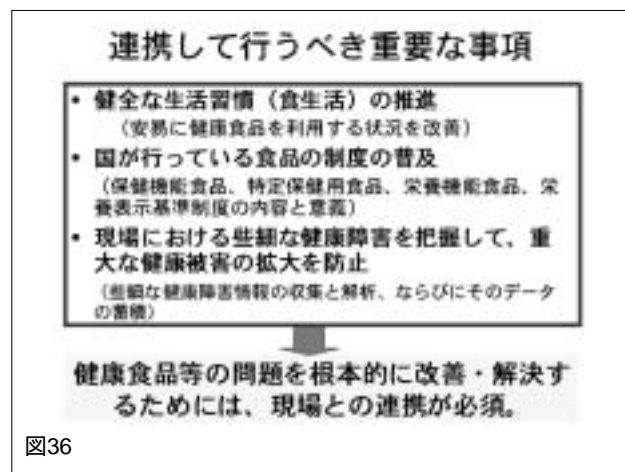 連携して行うべき重要な事項
• 健全な生活習慣（食生活）の推進
（安易に健康食品を利用する状況を改善）
• 国が行っている食品の制度の普及
（保健機能食品、特定保健用食品、栄養機能食品、栄
養表示基準制度の内容と意義）
• 現場における些細な健康障害を把握して、重
大な健康被害の拡大を防止
（些細な健康障害情報の収集と解析、ならびにそのデータ
の蓄積）
健康食品等の問題を根本的に改善・解決す
るためには、現場との連携が必須。
図36